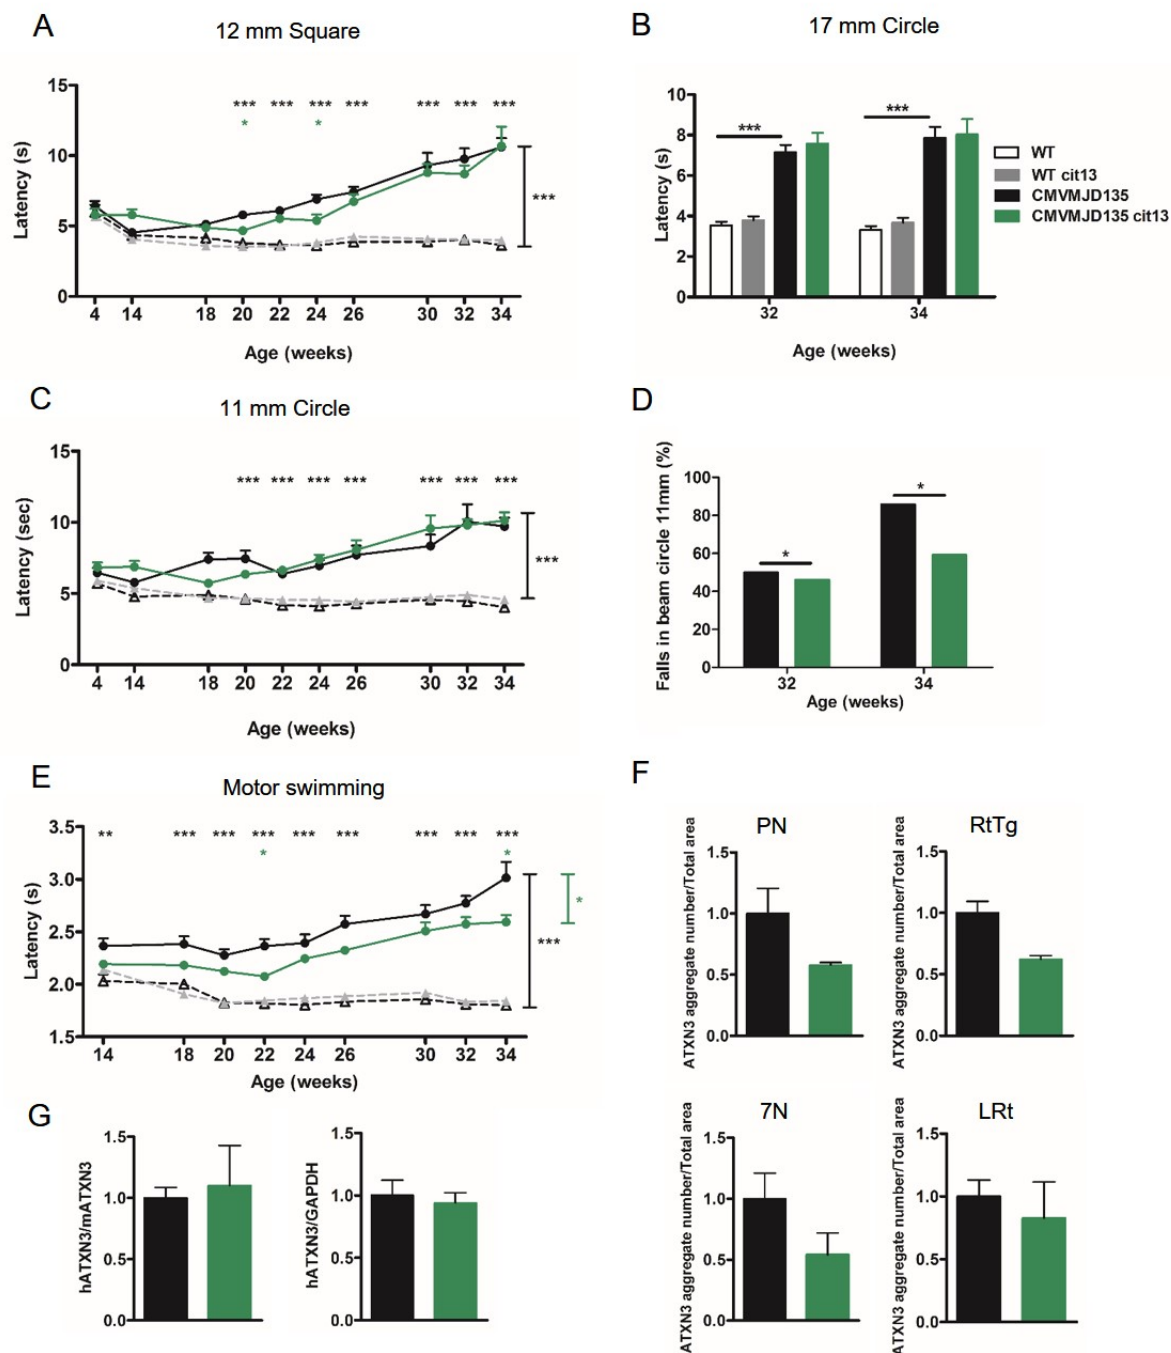 A
12 mm Square
15
10
5
0
Latency (s)
*** *** *** *** *** *** ***
* *
***
4 14 18 20 22 24 26 30 32 34
Age (weeks)
B
17 mm Circle
10
8
6
4
2
0
Latency (s)
*** ***
32 34
Age (weeks)
WT
WT cit13
CMVMJD135
CMVMJD135 cit13
C
11 mm Circle
15
10
5
0
Latency (sec)
*** *** *** *** *** *** ***
***
4 14 18 20 22 24 26 30 32 34
Age (weeks)
D
100
80
60
40
20
0
Falls in beam circle 11mm (%)
* *
32 34
Age (weeks)
E
Motor swimming
3.5
3.0
2.5
2.0
1.5
Latency (s)
** *** *** *** *** *** *** *** ***
* *
***
*
14 18 20 22 24 26 30 32 34
Age (weeks)
F
PN
ATXN3 aggregate number/Total area
1.5
1.0
0.5
0.0
RtTg
ATXN3 aggregate number/Total area
1.5
1.0
0.5
0.0
7N
ATXN3 aggregate number/Total area
1.5
1.0
0.5
0.0
LRt
ATXN3 aggregate number/Total area
1.5
1.0
0.5
0.0
G
hATXN3/mATXN3
1.5
1.0
0.5
0.0
hATXN3/GAPDH
1.5
1.0
0.5
0.0